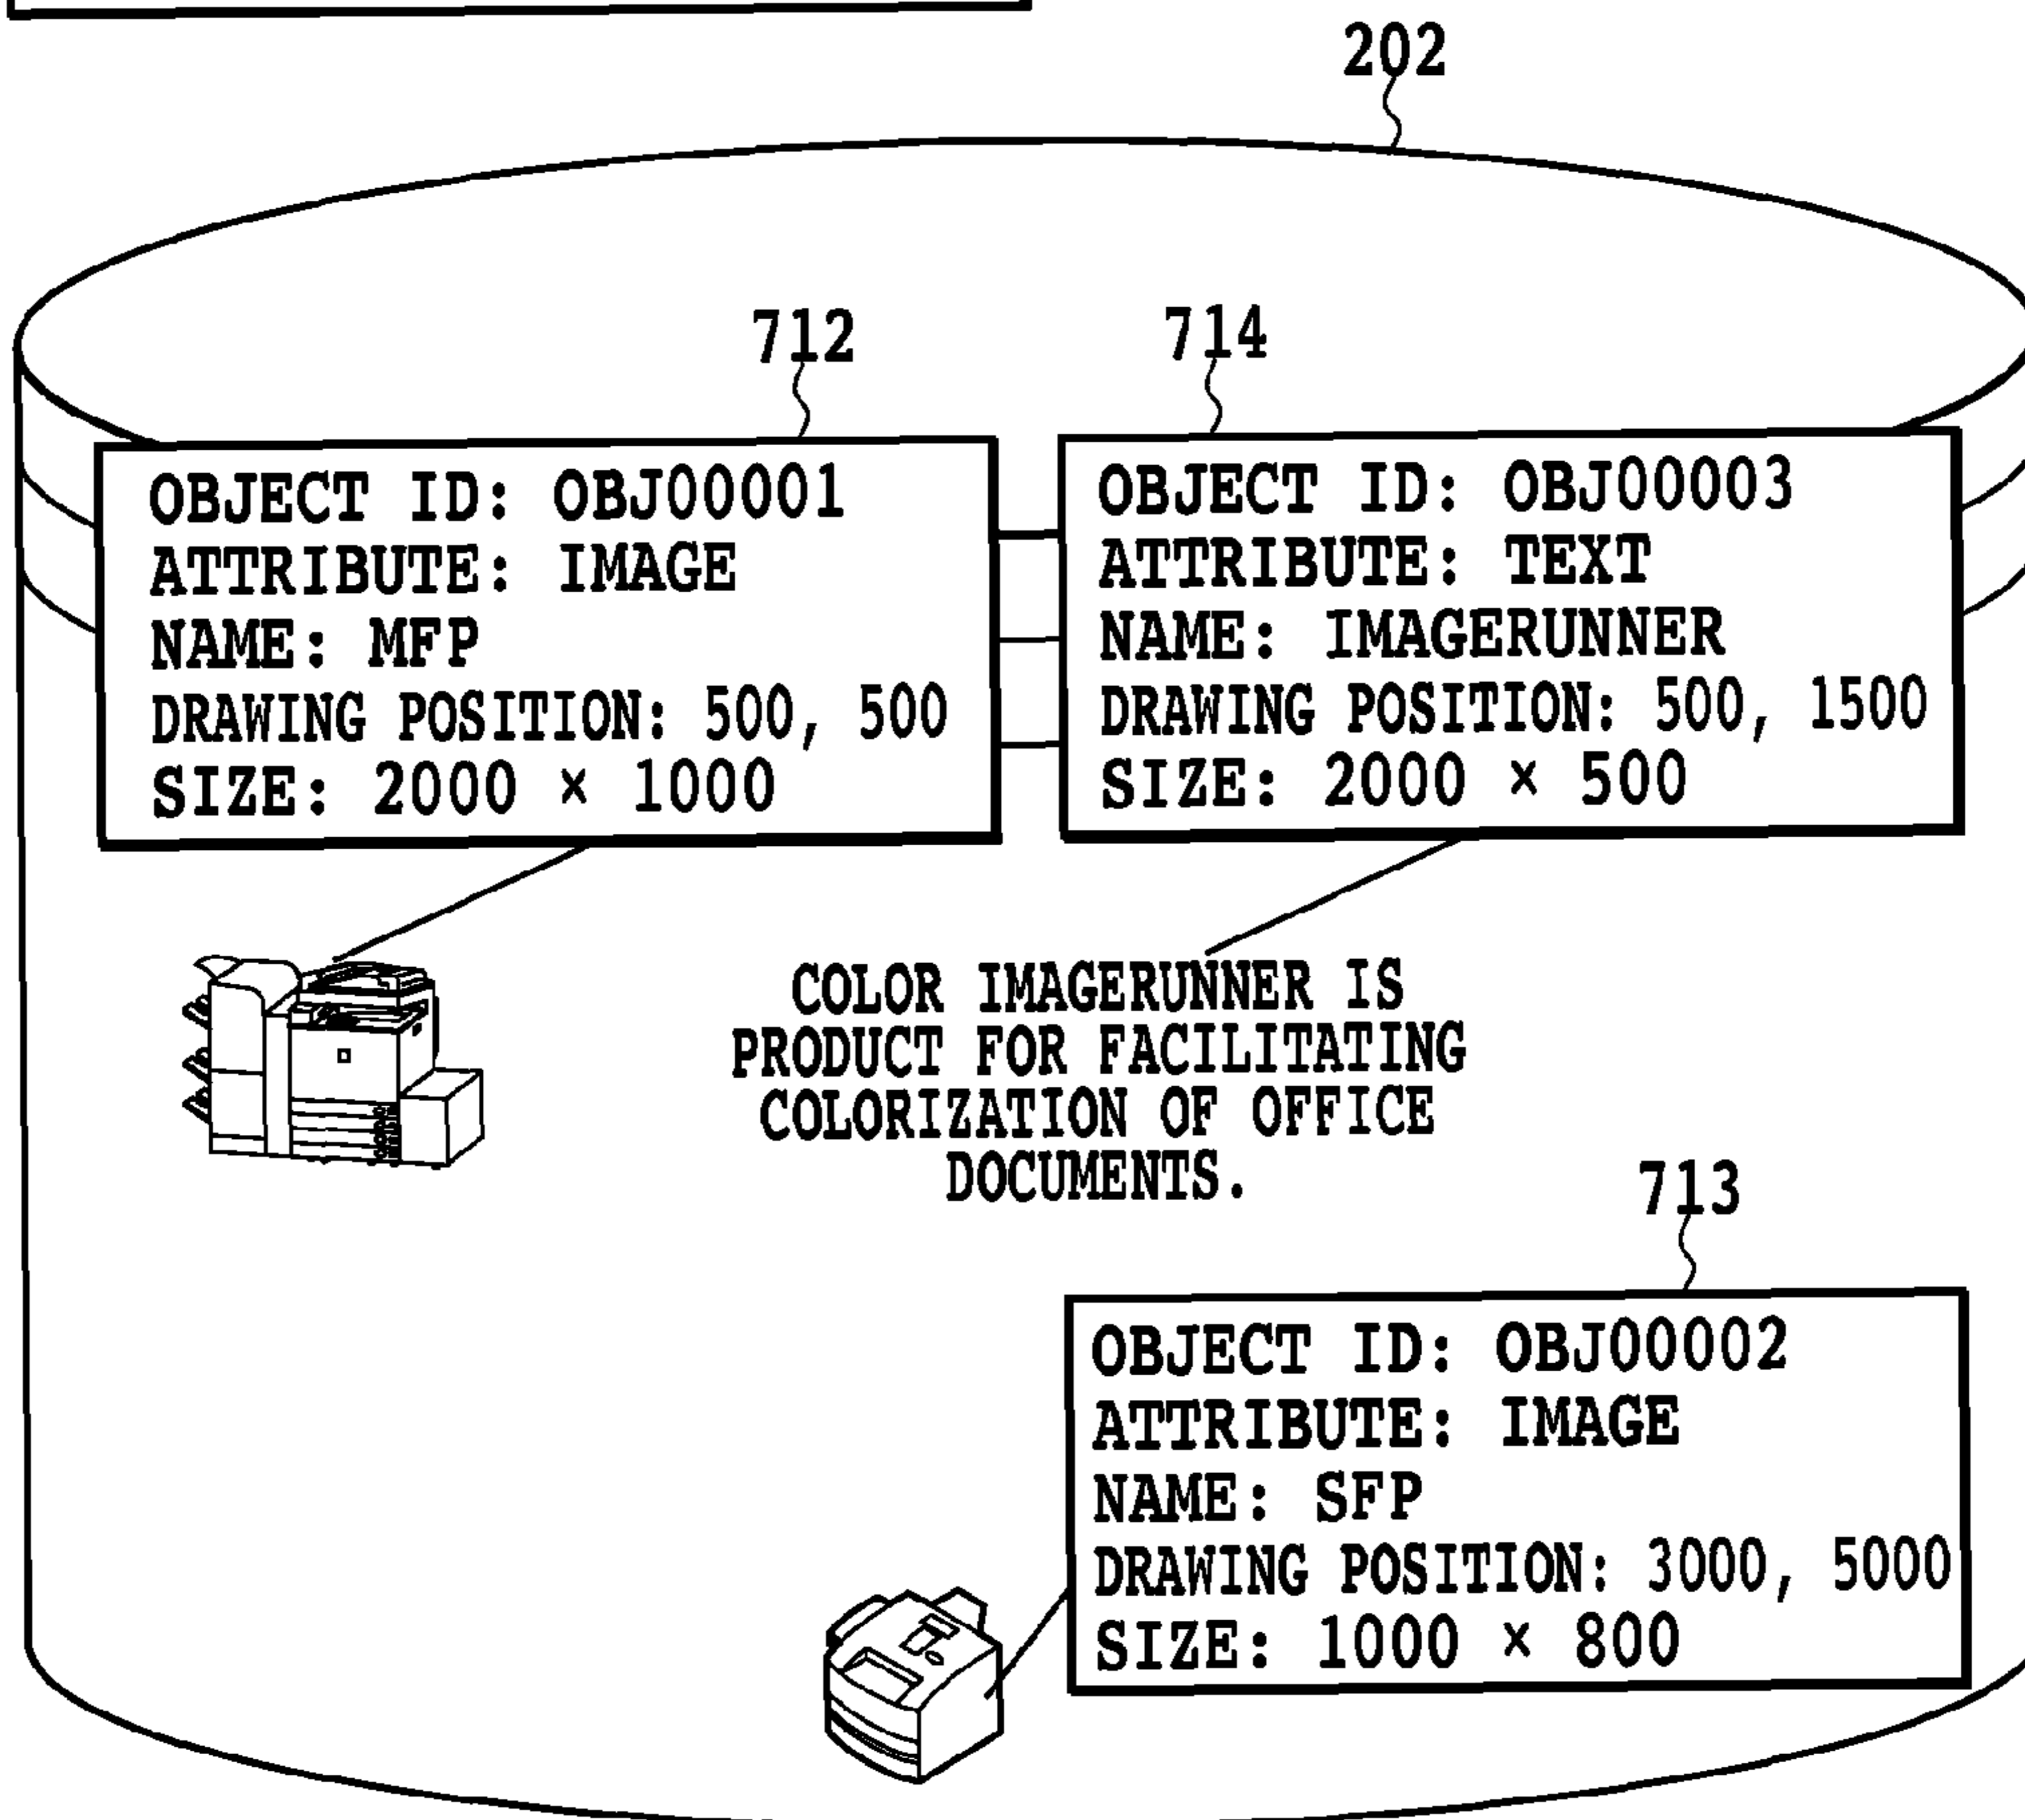 202
712
OBJECT ID: OBJ00001
ATTRIBUTE: IMAGE
NAME: MFP
DRAWING POSITION: 500, 500
SIZE: 2000 × 1000
714
OBJECT ID: OBJ00003
ATTRIBUTE: TEXT
NAME: IMAGERUNNER
DRAWING POSITION: 500, 1500
SIZE: 2000 × 500
COLOR IMAGERUNNER IS
PRODUCT FOR FACILITATING
COLORIZATION OF OFFICE
DOCUMENTS.
713
OBJECT ID: OBJ00002
ATTRIBUTE: IMAGE
NAME: SFP
DRAWING POSITION: 3000, 5000
SIZE: 1000 × 800